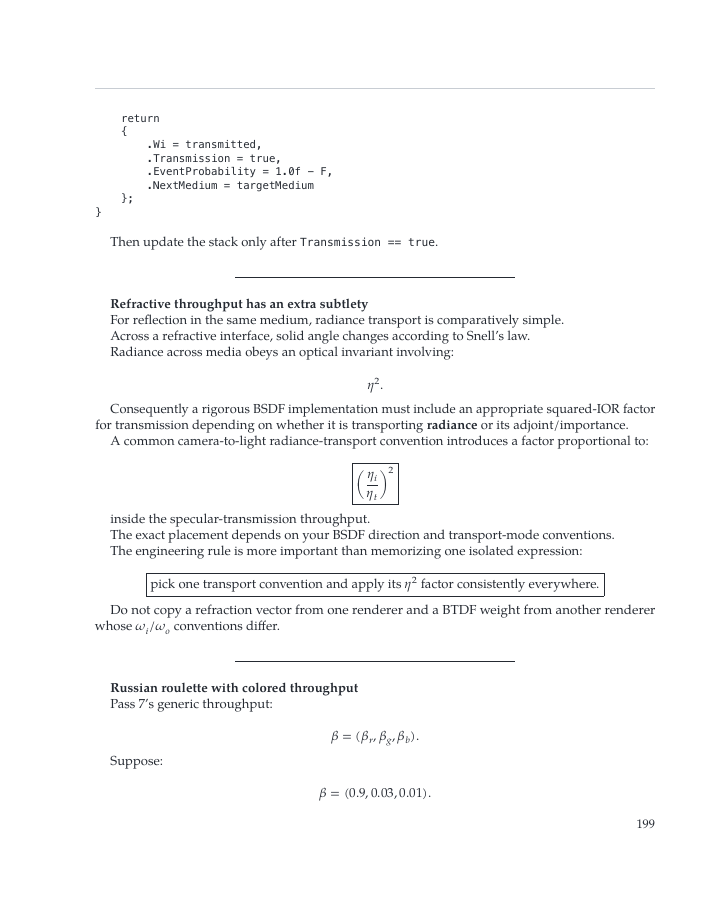 return
{
.Wi = transmitted,
.Transmission = true,
.EventProbability = 1.0f − F,
.NextMedium = targetMedium
};
}
Then update the stack only after Transmission == true.
Refractive throughput has an extra subtlety
For reflection in the same medium, radiance transport is comparatively simple.
Across a refractive interface, solid angle changes according to Snell’s law.
Radiance across media obeys an optical invariant involving:
η².
Consequently a rigorous BSDF implementation must include an appropriate squared-IOR factor
for transmission depending on whether it is transporting radiance or its adjoint/importance.
A common camera-to-light radiance-transport convention introduces a factor proportional to:
(η_i/η_t)²
inside the specular-transmission throughput.
The exact placement depends on your BSDF direction and transport-mode conventions.
The engineering rule is more important than memorizing one isolated expression:
pick one transport convention and apply its η² factor consistently everywhere.
Do not copy a refraction vector from one renderer and a BTDF weight from another renderer
whose ω_i/ω_o conventions differ.
Russian roulette with colored throughput
Pass 7’s generic throughput:
β = (β_r, β_g, β_b).
Suppose:
β = (0.9, 0.03, 0.01).
199